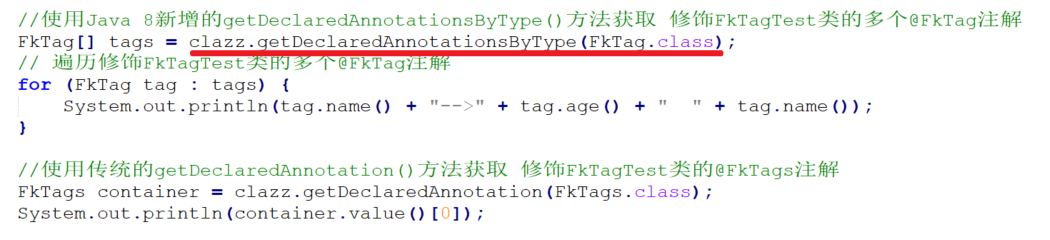 //使用Java 8新增的getDeclaredAnnotationsByType()方法获取 修饰FkTagTest类的多个@FkTag注解
FkTag[] tags = clazz.getDeclaredAnnotationsByType(FkTag.class);
// 遍历修饰FkTagTest类的多个@FkTag注解
for (FkTag tag : tags) {
    System.out.println(tag.name() + "-->" + tag.age() + "  " + tag.name());
}
//使用传统的getDeclaredAnnotation()方法获取 修饰FkTagTest类的@FkTags注解
FkTags container = clazz.getDeclaredAnnotation(FkTags.class);
System.out.println(container.value()[0]);